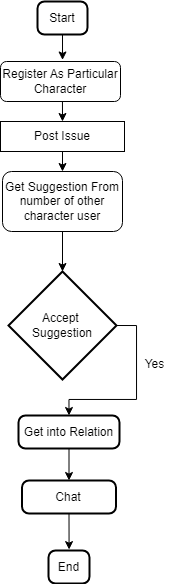 Start
Register As Particular
Character
Post Issue
Get Suggestion From
number of other
character user
Accept
Suggestion
Yes
Get into Relation
Chat
End